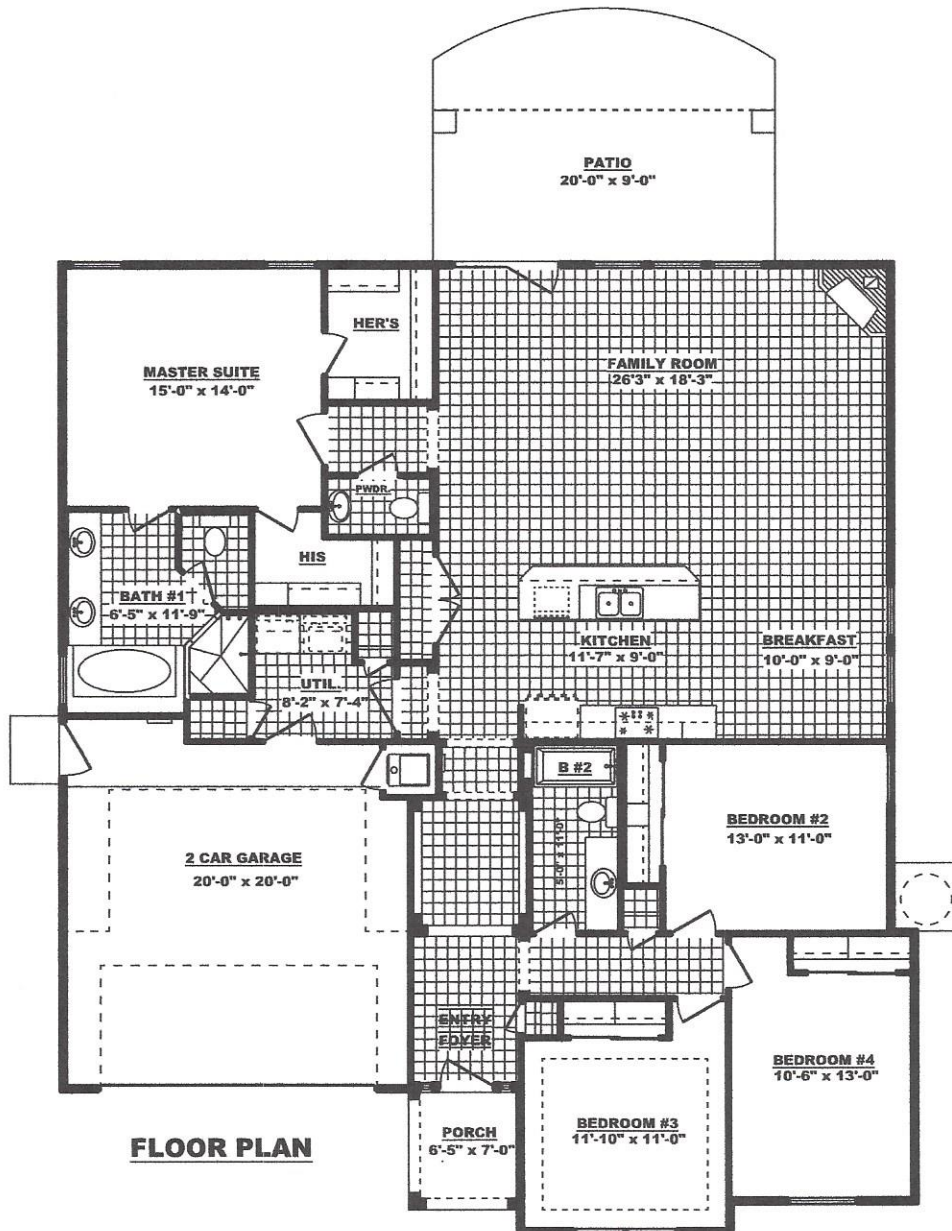 PATIO
20'-0" x 9'-0"
HER'S
MASTER SUITE
15'-0" x 14'-0"
FAMILY ROOM
26'3" x 18'-3"
PWDR.
HIS
BATH #1†
6'-5" x 11'-9"
KITCHEN
11'-7" x 9'-0"
BREAKFAST
10'-0" x 9'-0"
UTIL.
8'-2" x 7'-4"
B #2
5'-0" x 11'-0"
BEDROOM #2
13'-0" x 11'-0"
2 CAR GARAGE
20'-0" x 20'-0"
ENTRY
FOYER
BEDROOM #4
10'-6" x 13'-0"
BEDROOM #3
11'-10" x 11'-0"
PORCH
6'-5" x 7'-0"
FLOOR PLAN